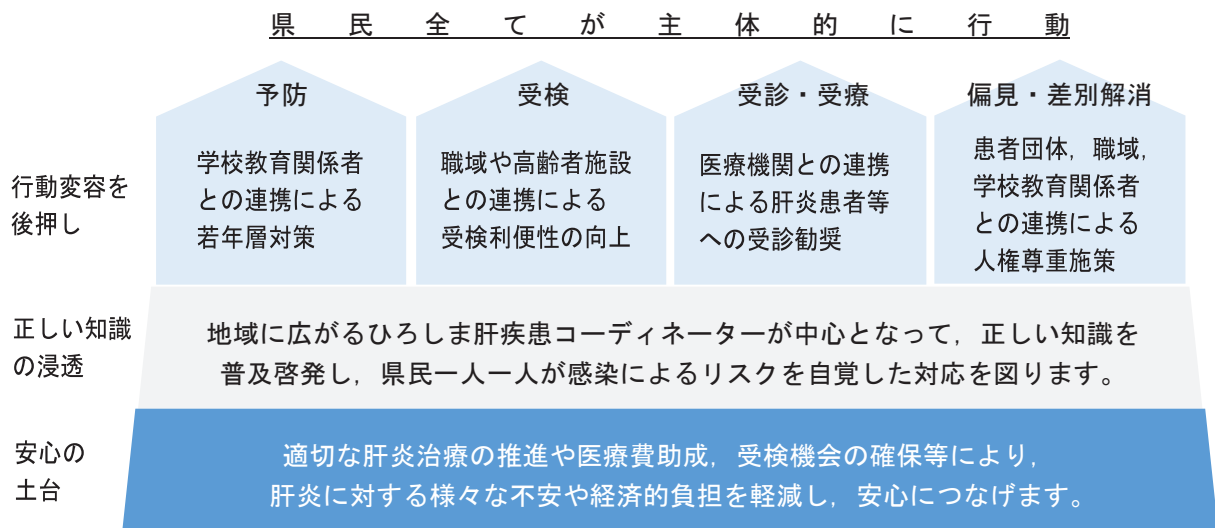 県民全てが主体的に行動
予防
学校教育関係者
との連携による
若年層対策
受検
職域や高齢者施設
との連携による
受検利便性の向上
受診・受療
医療機関との連携
による肝炎患者等
への受診勧奨
偏見・差別解消
患者団体，職域，
学校教育関係者
との連携による
人権尊重施策
行動変容を
後押し
正しい知識
の浸透
地域に広がるひろしま肝疾患コーディネーターが中心となって，正しい知識を
普及啓発し，県民一人一人が感染によるリスクを自覚した対応を図ります。
安心の
土台
適切な肝炎治療の推進や医療費助成，受検機会の確保等により，
肝炎に対する様々な不安や経済的負担を軽減し，安心につなげます。